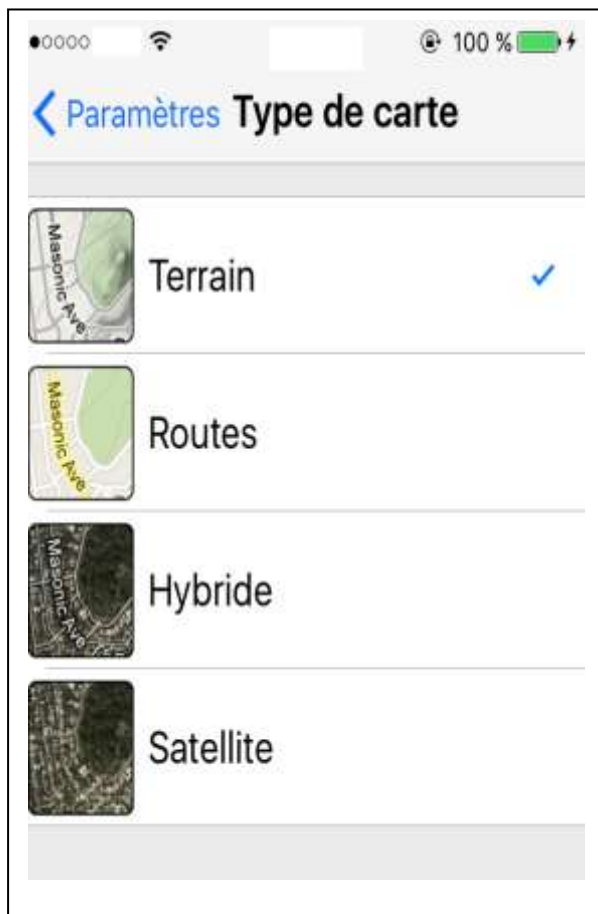 100 %
Paramètres Type de carte
Masonic Ave
Terrain
Masonic Ave
Routes
Masonic Ave
Hybride
Satellite